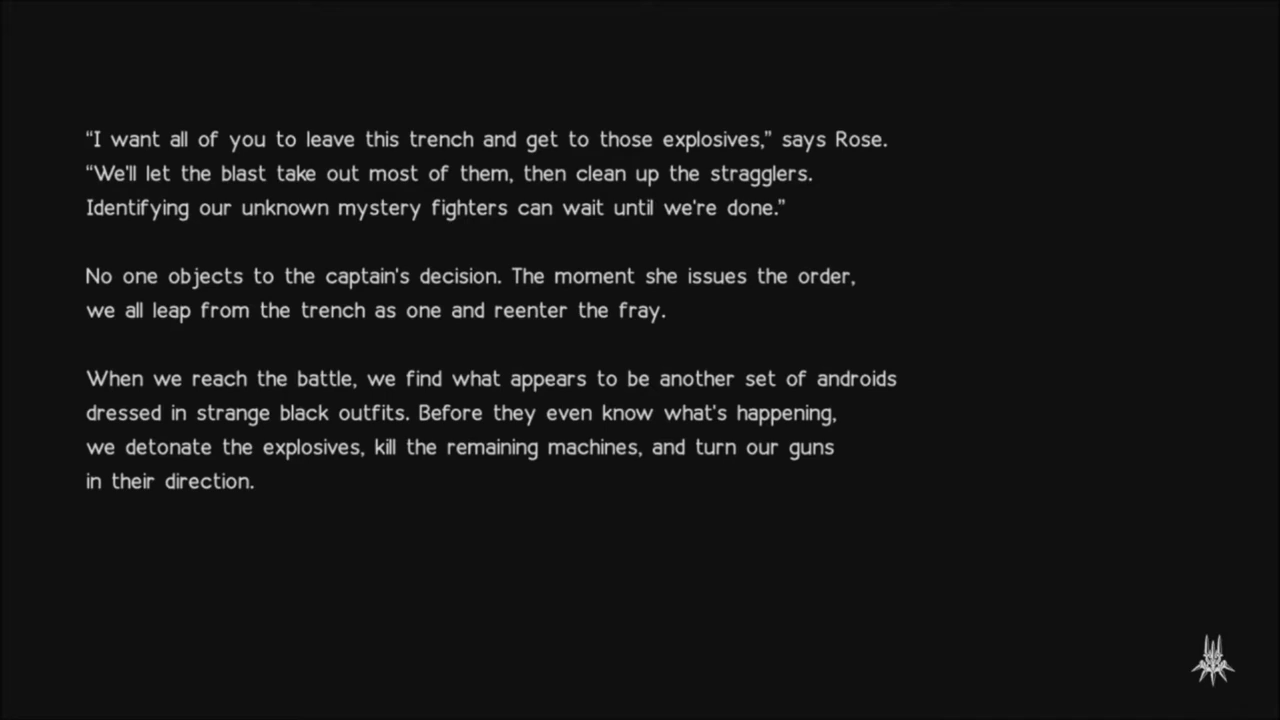 “I want all of you to leave this trench and get to those explosives,” says Rose.
“We'll let the blast take out most of them, then clean up the stragglers.
Identifying our unknown mystery fighters can wait until we're done.”
No one objects to the captain's decision. The moment she issues the order,
we all leap from the trench as one and reenter the fray.
When we reach the battle, we find what appears to be another set of androids
dressed in strange black outfits. Before they even know what's happening,
we detonate the explosives, kill the remaining machines, and turn our guns
in their direction.